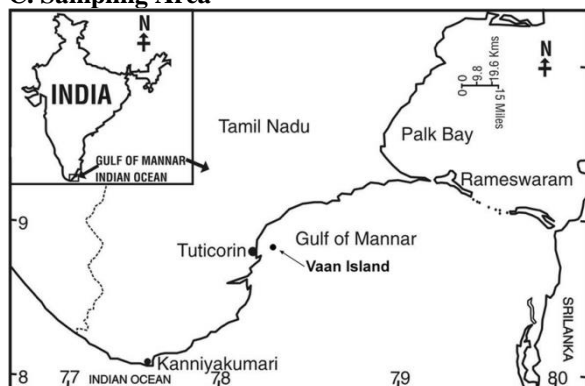 C. Sampling Area
N
INDIA
GULF OF MANNAR
INDIAN OCEAN
N
0
9.8
19.6 Kms
0
15 Miles
Tamil Nadu
Palk Bay
Rameswaram
9
Tuticorin
Gulf of Mannar
Vaan Island
SRILANKA
Kanniyakumari
8
77
INDIAN OCEAN
78
79
80